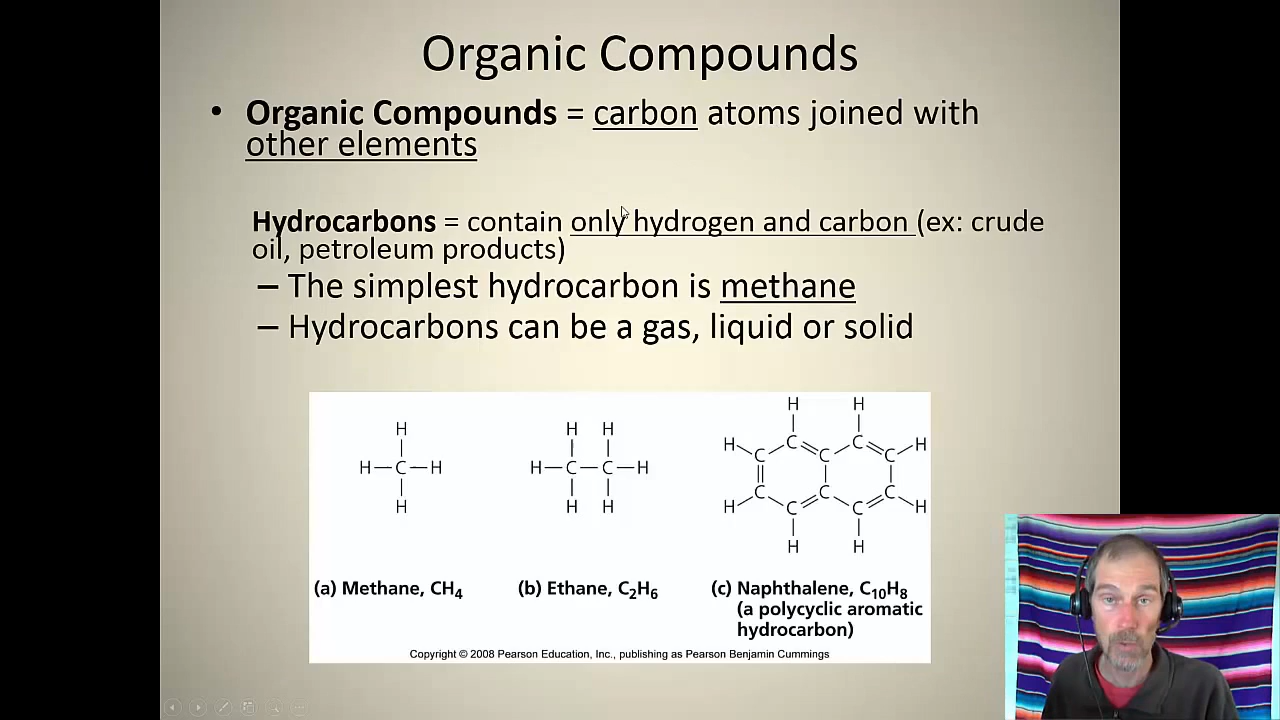 Organic Compounds
• Organic Compounds = carbon atoms joined with
other elements
Hydrocarbons = contain only hydrogen and carbon (ex: crude
oil, petroleum products)
– The simplest hydrocarbon is methane
– Hydrocarbons can be a gas, liquid or solid
H
H—C—H
H
H H
H—C—C—H
H H
H H
H C C H
C C C
C C C
H C C H
H H
(a) Methane, CH₄
(b) Ethane, C₂H₆
(c) Naphthalene, C₁₀H₈
(a polycyclic aromatic
hydrocarbon)
Copyright © 2008 Pearson Education, Inc., publishing as Pearson Benjamin Cummings